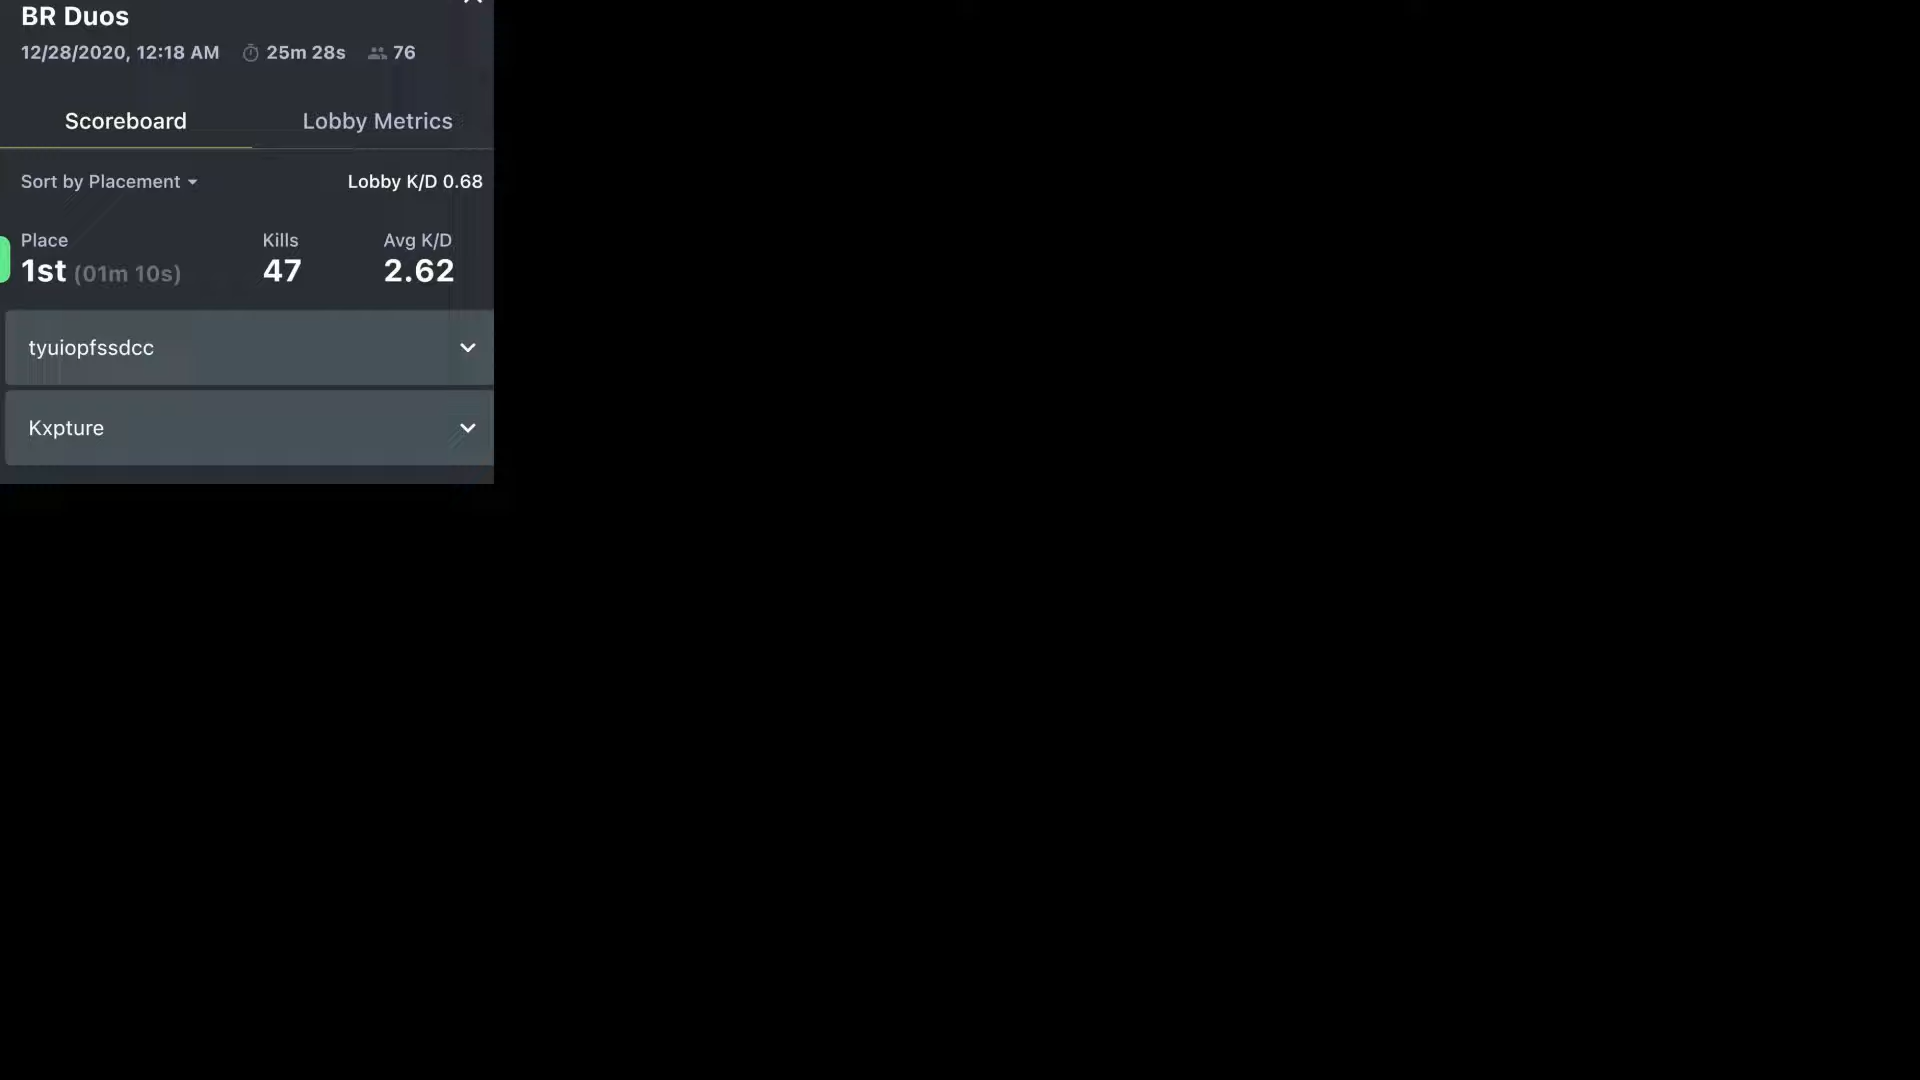 BR Duos
12/28/2020, 12:18 AM 25m 28s 76
Scoreboard Lobby Metrics
Sort by Placement Lobby K/D 0.68
Place Kills Avg K/D
1st (01m 10s) 47 2.62
tyuiopfssdcc
Kxpture